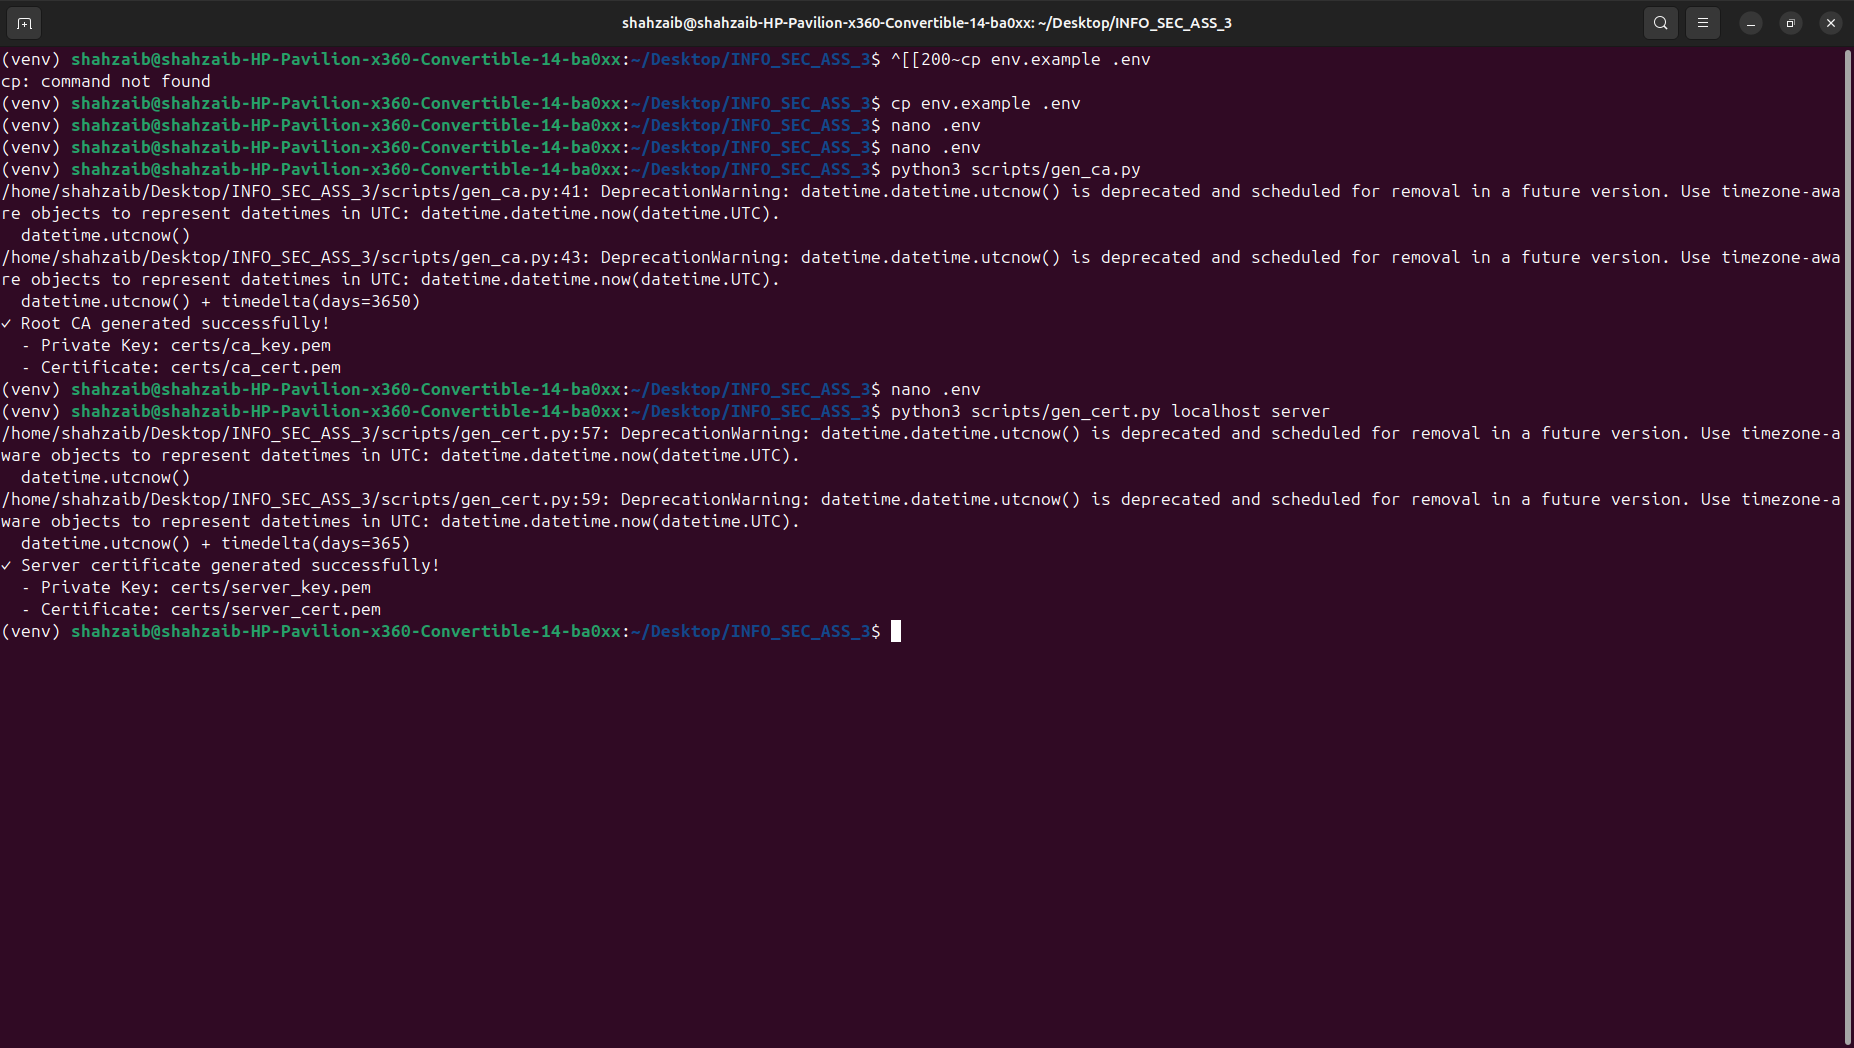 shahzaib@shahzaib-HP-Pavilion-x360-Convertible-14-ba0xx: ~/Desktop/INFO_SEC_ASS_3
(venv) shahzaib@shahzaib-HP-Pavilion-x360-Convertible-14-ba0xx:~/Desktop/INFO_SEC_ASS_3$ ^[[200~cp env.example .env
cp: command not found
(venv) shahzaib@shahzaib-HP-Pavilion-x360-Convertible-14-ba0xx:~/Desktop/INFO_SEC_ASS_3$ cp env.example .env
(venv) shahzaib@shahzaib-HP-Pavilion-x360-Convertible-14-ba0xx:~/Desktop/INFO_SEC_ASS_3$ nano .env
(venv) shahzaib@shahzaib-HP-Pavilion-x360-Convertible-14-ba0xx:~/Desktop/INFO_SEC_ASS_3$ nano .env
(venv) shahzaib@shahzaib-HP-Pavilion-x360-Convertible-14-ba0xx:~/Desktop/INFO_SEC_ASS_3$ python3 scripts/gen_ca.py
/home/shahzaib/Desktop/INFO_SEC_ASS_3/scripts/gen_ca.py:41: DeprecationWarning: datetime.datetime.utcnow() is deprecated and scheduled for removal in a future version. Use timezone-awa
re objects to represent datetimes in UTC: datetime.datetime.now(datetime.UTC).
  datetime.utcnow()
/home/shahzaib/Desktop/INFO_SEC_ASS_3/scripts/gen_ca.py:43: DeprecationWarning: datetime.datetime.utcnow() is deprecated and scheduled for removal in a future version. Use timezone-awa
re objects to represent datetimes in UTC: datetime.datetime.now(datetime.UTC).
  datetime.utcnow() + timedelta(days=3650)
✓ Root CA generated successfully!
  - Private Key: certs/ca_key.pem
  - Certificate: certs/ca_cert.pem
(venv) shahzaib@shahzaib-HP-Pavilion-x360-Convertible-14-ba0xx:~/Desktop/INFO_SEC_ASS_3$ nano .env
(venv) shahzaib@shahzaib-HP-Pavilion-x360-Convertible-14-ba0xx:~/Desktop/INFO_SEC_ASS_3$ python3 scripts/gen_cert.py localhost server
/home/shahzaib/Desktop/INFO_SEC_ASS_3/scripts/gen_cert.py:57: DeprecationWarning: datetime.datetime.utcnow() is deprecated and scheduled for removal in a future version. Use timezone-a
ware objects to represent datetimes in UTC: datetime.datetime.now(datetime.UTC).
  datetime.utcnow()
/home/shahzaib/Desktop/INFO_SEC_ASS_3/scripts/gen_cert.py:59: DeprecationWarning: datetime.datetime.utcnow() is deprecated and scheduled for removal in a future version. Use timezone-a
ware objects to represent datetimes in UTC: datetime.datetime.now(datetime.UTC).
  datetime.utcnow() + timedelta(days=365)
✓ Server certificate generated successfully!
  - Private Key: certs/server_key.pem
  - Certificate: certs/server_cert.pem
(venv) shahzaib@shahzaib-HP-Pavilion-x360-Convertible-14-ba0xx:~/Desktop/INFO_SEC_ASS_3$